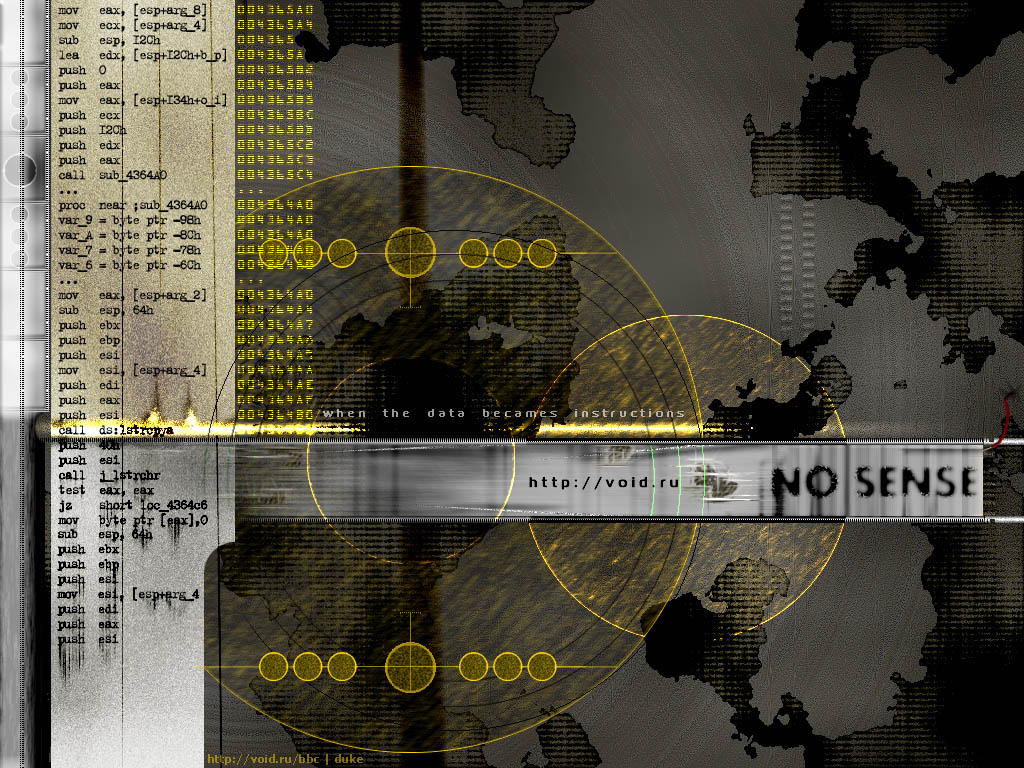 mov eax, [esp+arg_8]
mov ecx, [esp+arg_4]
sub esp, 12Ch
lea edx, [esp+12Ch+b_p]
push 0
push eax
mov eax, [esp+134h+o_i]
push ecx
push 12Ch
push edx
push eax
call sub_4364A0
...
proc near ;sub_4364A0
var_9 = byte ptr -98h
var_A = byte ptr -8Ch
var_7 = byte ptr -78h
var_6 = byte ptr -6Ch
...
mov eax, [esp+arg_2]
sub esp, 64h
push ebx
push ebp
push esi
mov esi, [esp+arg_4]
push edi
push eax
push esi
call ds:lstrcpya
push 40h
push esi
call j_lstrchr
test eax, eax
jz short loc_4364c6
mov byte ptr [eax],0
sub esp, 64h
push ebx
push ebp
push esi
mov esi, [esp+arg_4
push edi
push eax
push esi
004365A0
004365A4
004365
004365A
004365B0
004365B4
004365B5
004365BC
004365C2
004365C3
004365C4
...
004364A0
004364A0
004364A0
004364A0
...
004364A0
004364A4
004364A7
004364AA
004364AE
004364AF
004364B0
when the data becames instructions
http://void.ru
NO SENSE
http://void.ru/bbc | duke